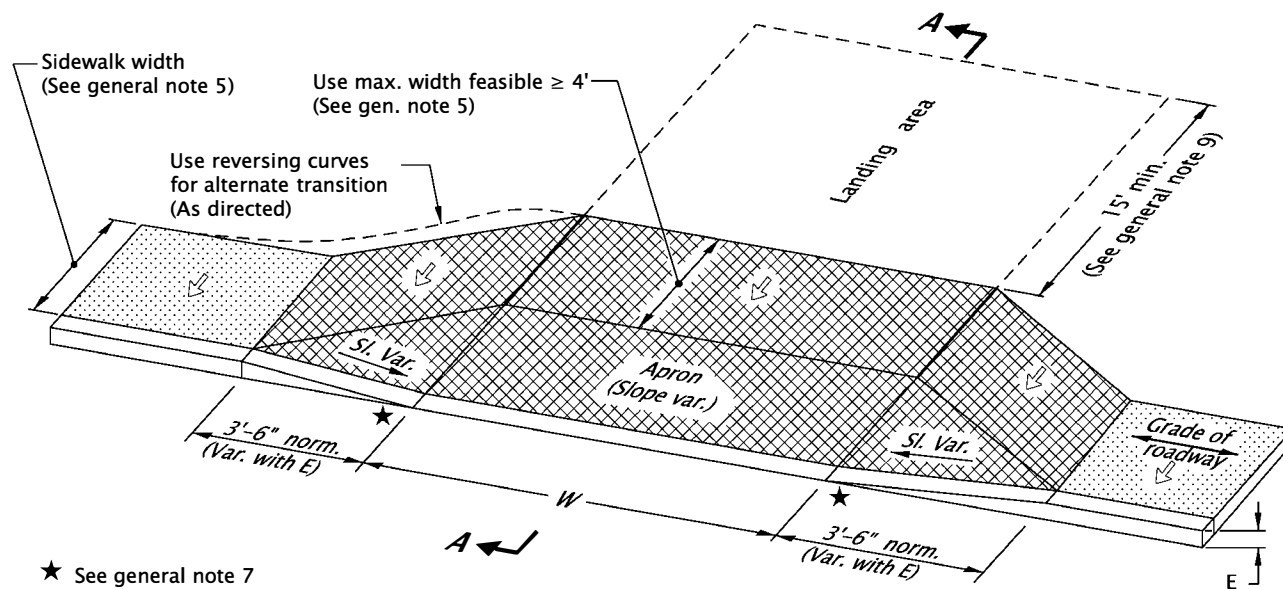 A
Sidewalk width
(See general note 5)
Use max. width feasible ≥ 4'
(See gen. note 5)
Landing area
15' min.
(See general note 9)
Use reversing curves
for alternate transition
(As directed)
Sl. Var.
Apron
(Slope var.)
Sl. Var.
Grade of
roadway
★
3'-6" norm.
(Var. with E)
W
★
3'-6" norm.
(Var. with E)
A
E
★ See general note 7